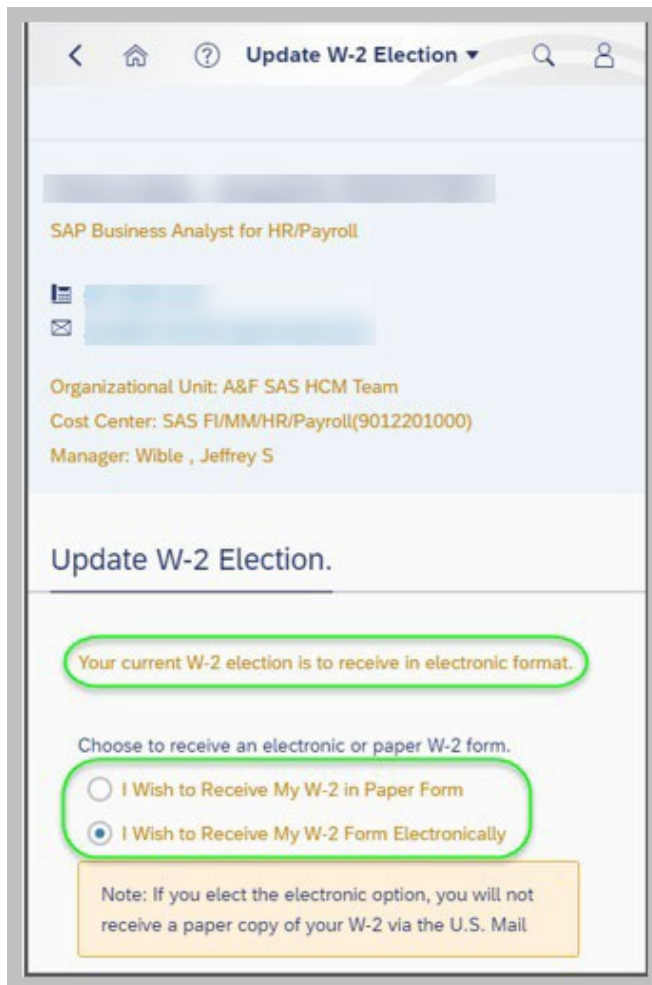 Update W-2 Election
SAP Business Analyst for HR/Payroll
Organizational Unit: A&F SAS HCM Team
Cost Center: SAS FI/MM/HR/Payroll(9012201000)
Manager: Wible , Jeffrey S
Update W-2 Election.
Your current W-2 election is to receive in electronic format.
Choose to receive an electronic or paper W-2 form.
I Wish to Receive My W-2 in Paper Form
I Wish to Receive My W-2 Form Electronically
Note: If you elect the electronic option, you will not
receive a paper copy of your W-2 via the U.S. Mail